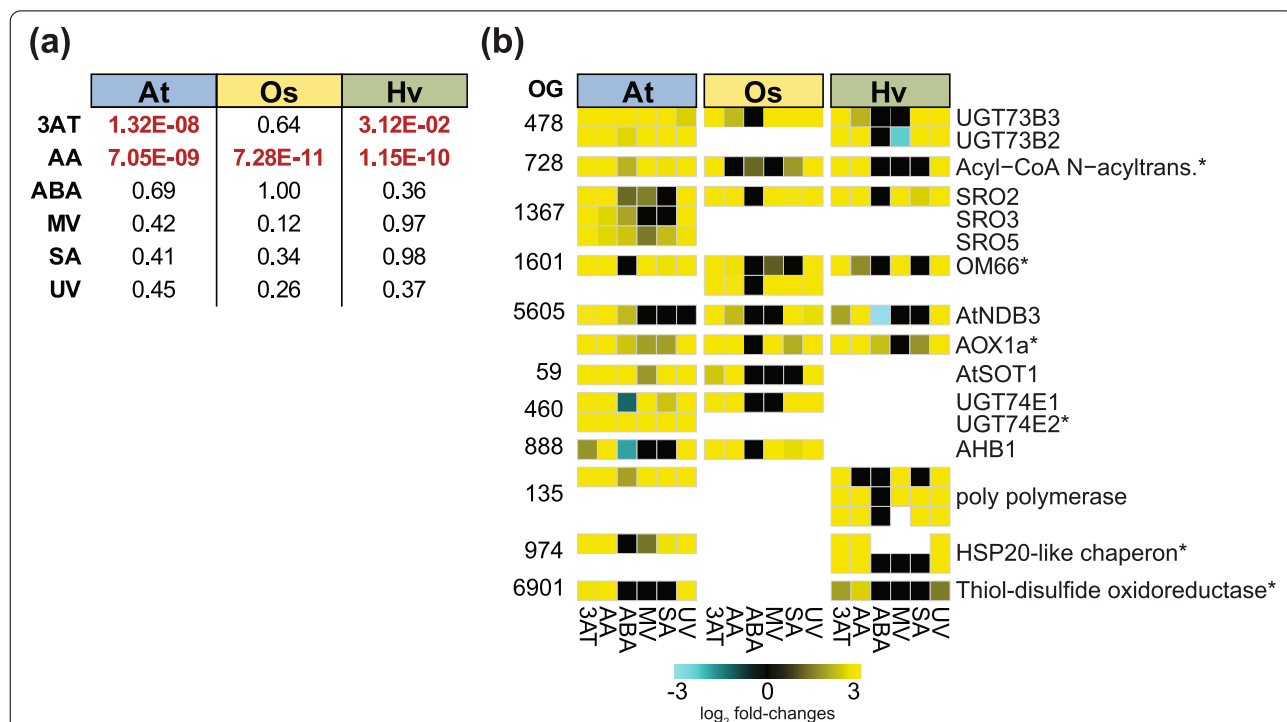 (a)
At Os Hv
3AT 1.32E-08 0.64 3.12E-02
AA 7.05E-09 7.28E-11 1.15E-10
ABA 0.69 1.00 0.36
MV 0.42 0.12 0.97
SA 0.41 0.34 0.98
UV 0.45 0.26 0.37
(b)
OG At Os Hv
478 UGT73B3
UGT73B2
728 Acyl−CoA N−acyltrans.*
1367 SRO2
SRO3
SRO5
1601 OM66*
5605 AtNDB3
AOX1a*
59 AtSOT1
460 UGT74E1
UGT74E2*
888 AHB1
135 poly polymerase
974 HSP20-like chaperon*
6901 Thiol-disulfide oxidoreductase*
3AT AA ABA MV SA UV 3AT AA ABA MV SA UV 3AT AA ABA MV SA UV
-3 0 3
log2 fold-changes